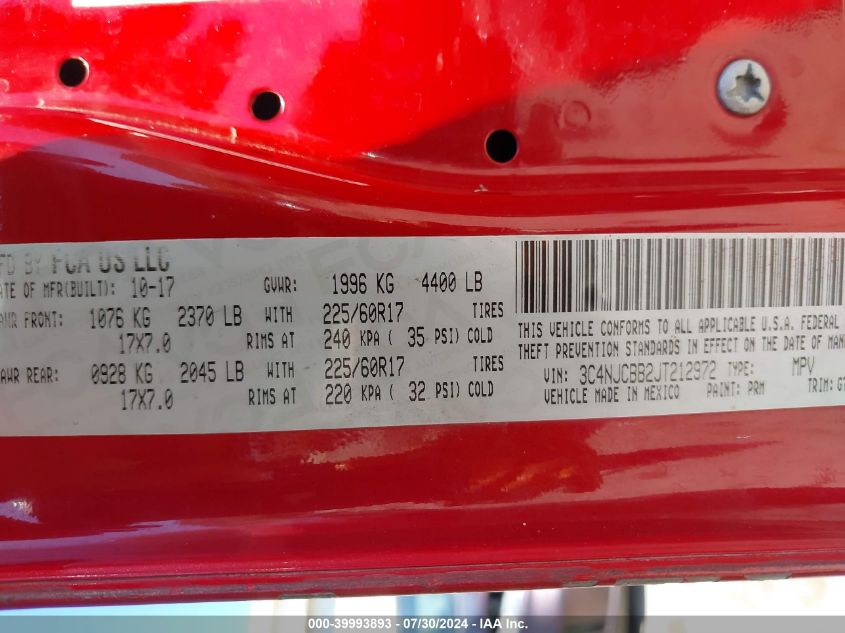 FD BY FCA US LLC
ATE OF MFR(BUILT): 10-17 GVWR: 1996 KG 4400 LB
AWR FRONT: 1076 KG 2370 LB WITH 225/60R17 TIRES
17X7.0 RIMS AT 240 KPA ( 35 PSI) COLD
AWR REAR: 0928 KG 2045 LB WITH 225/60R17 TIRES
17X7.0 RIMS AT 220 KPA ( 32 PSI) COLD
THIS VEHICLE CONFORMS TO ALL APPLICABLE U.S.A. FEDERAL
THEFT PREVENTION STANDARDS IN EFFECT ON THE DATE OF MAN
VIN: 3C4NJCBB2JT212972 TYPE: MPV
VEHICLE MADE IN MEXICO PAINT: PRM TRIM: GT
000-39993893 - 07/30/2024 - IAA Inc.